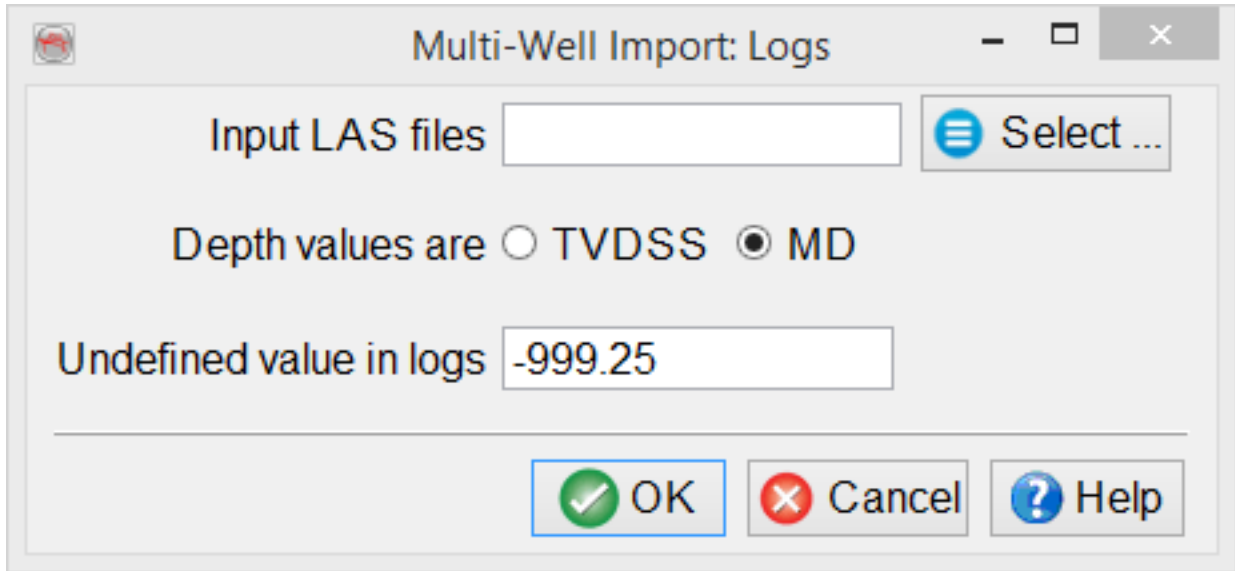 Multi-Well Import: Logs
Input LAS files Select ...
Depth values are TVDSS MD
Undefined value in logs -999.25
OK Cancel Help